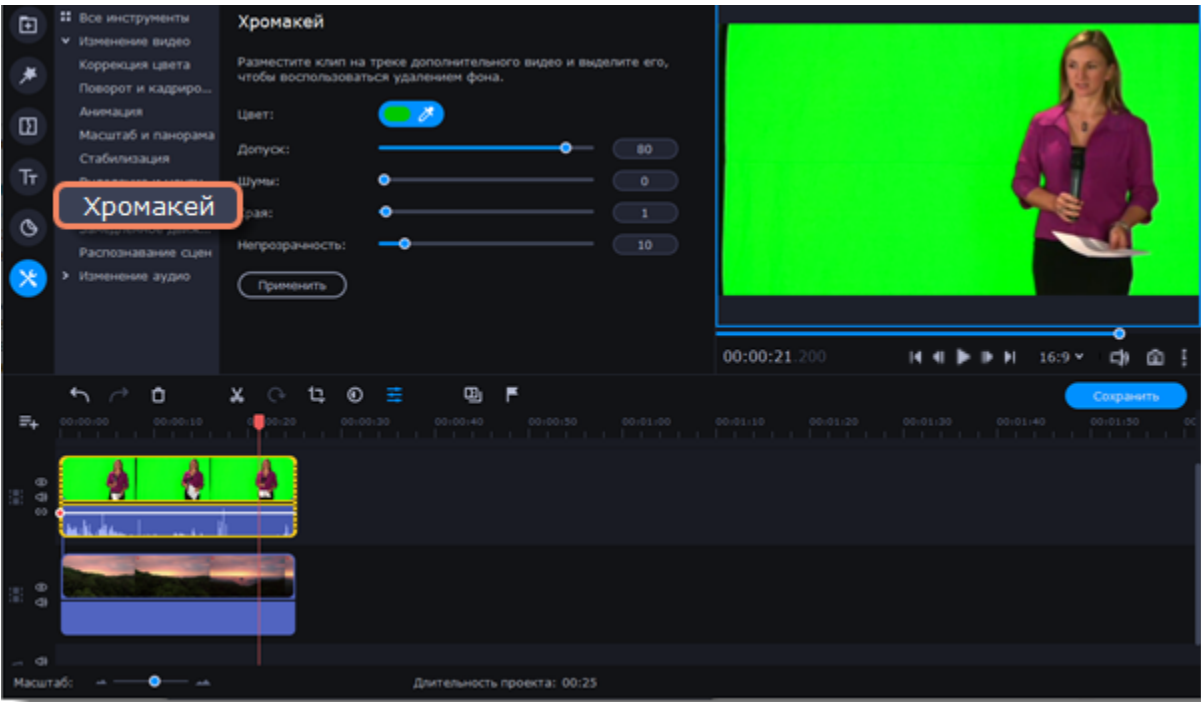 Все инструменты
Изменение видео
Коррекция цвета
Поворот и кадриро...
Анимация
Масштаб и панорама
Стабилизация
Хромакей
Распознавание сцен
Изменение аудио
Хромакей
Разместите клип на треке дополнительного видео и выделите его,
чтобы воспользоваться удалением фона.
Цвет:
Допуск: 80
Шумы: 0
Края: 1
Непрозрачность: 10
Применить
00:00:21.200
16:9
Сохранить
00:00:00 00:00:10 00:00:20 00:00:30 00:00:40 00:00:50 00:01:00 00:01:10 00:01:20 00:01:30 00:01:40 00:01:50
Масштаб:
Длительность проекта: 00:25